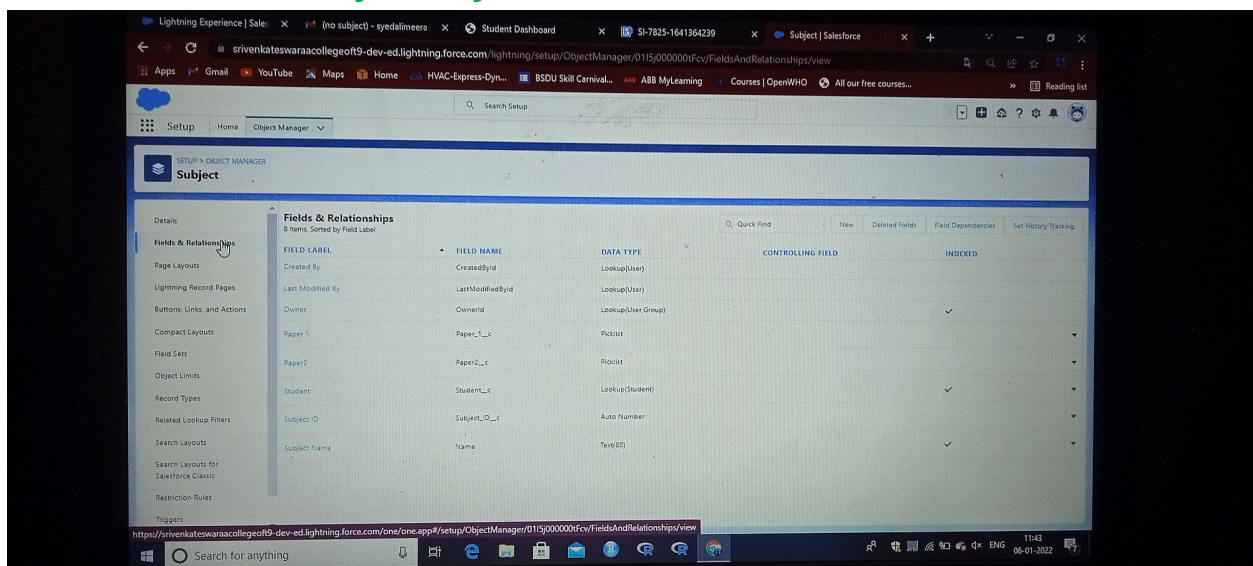 Lightning Experience | Sale
(no subject) - syedalimeera
Student Dashboard
SI-7825-1641364239
Subject | Salesforce
srivenkateswaraacollegeoft9-dev-ed.lightning.force.com/lightning/setup/ObjectManager/01I5j000000tFcv/FieldsAndRelationships/view
Apps Gmail YouTube Maps Home HVAC-Express-Dyn... BSDU Skill Carnival... ABB MyLearning Courses | OpenWHO All our free courses... » Reading list
Search Setup
Setup Home Object Manager
SETUP > OBJECT MANAGER
Subject
Details
Fields & Relationships
Page Layouts
Lightning Record Pages
Buttons, Links, and Actions
Compact Layouts
Field Sets
Object Limits
Record Types
Related Lookup Filters
Search Layouts
Search Layouts for
Salesforce Classic
Restriction Rules
Triggers
Fields & Relationships
8 Items, Sorted by Field Label
Quick Find New Deleted Fields Field Dependencies Set History Tracking
FIELD LABEL FIELD NAME DATA TYPE CONTROLLING FIELD INDEXED
Created By CreatedById Lookup(User)
Last Modified By LastModifiedById Lookup(User)
Owner OwnerId Lookup(User,Group)
Paper 1 Paper_1__c Picklist
Paper2 Paper2__c Picklist
Student Student__c Lookup(Student)
Subject ID Subject_ID__c Auto Number
Subject Name Name Text(80)
https://srivenkateswaraacollegeoft9-dev-ed.lightning.force.com/one/one.app#/setup/ObjectManager/01I5j000000tFcv/FieldsAndRelationships/view
Search for anything
ENG
11:43
06-01-2022